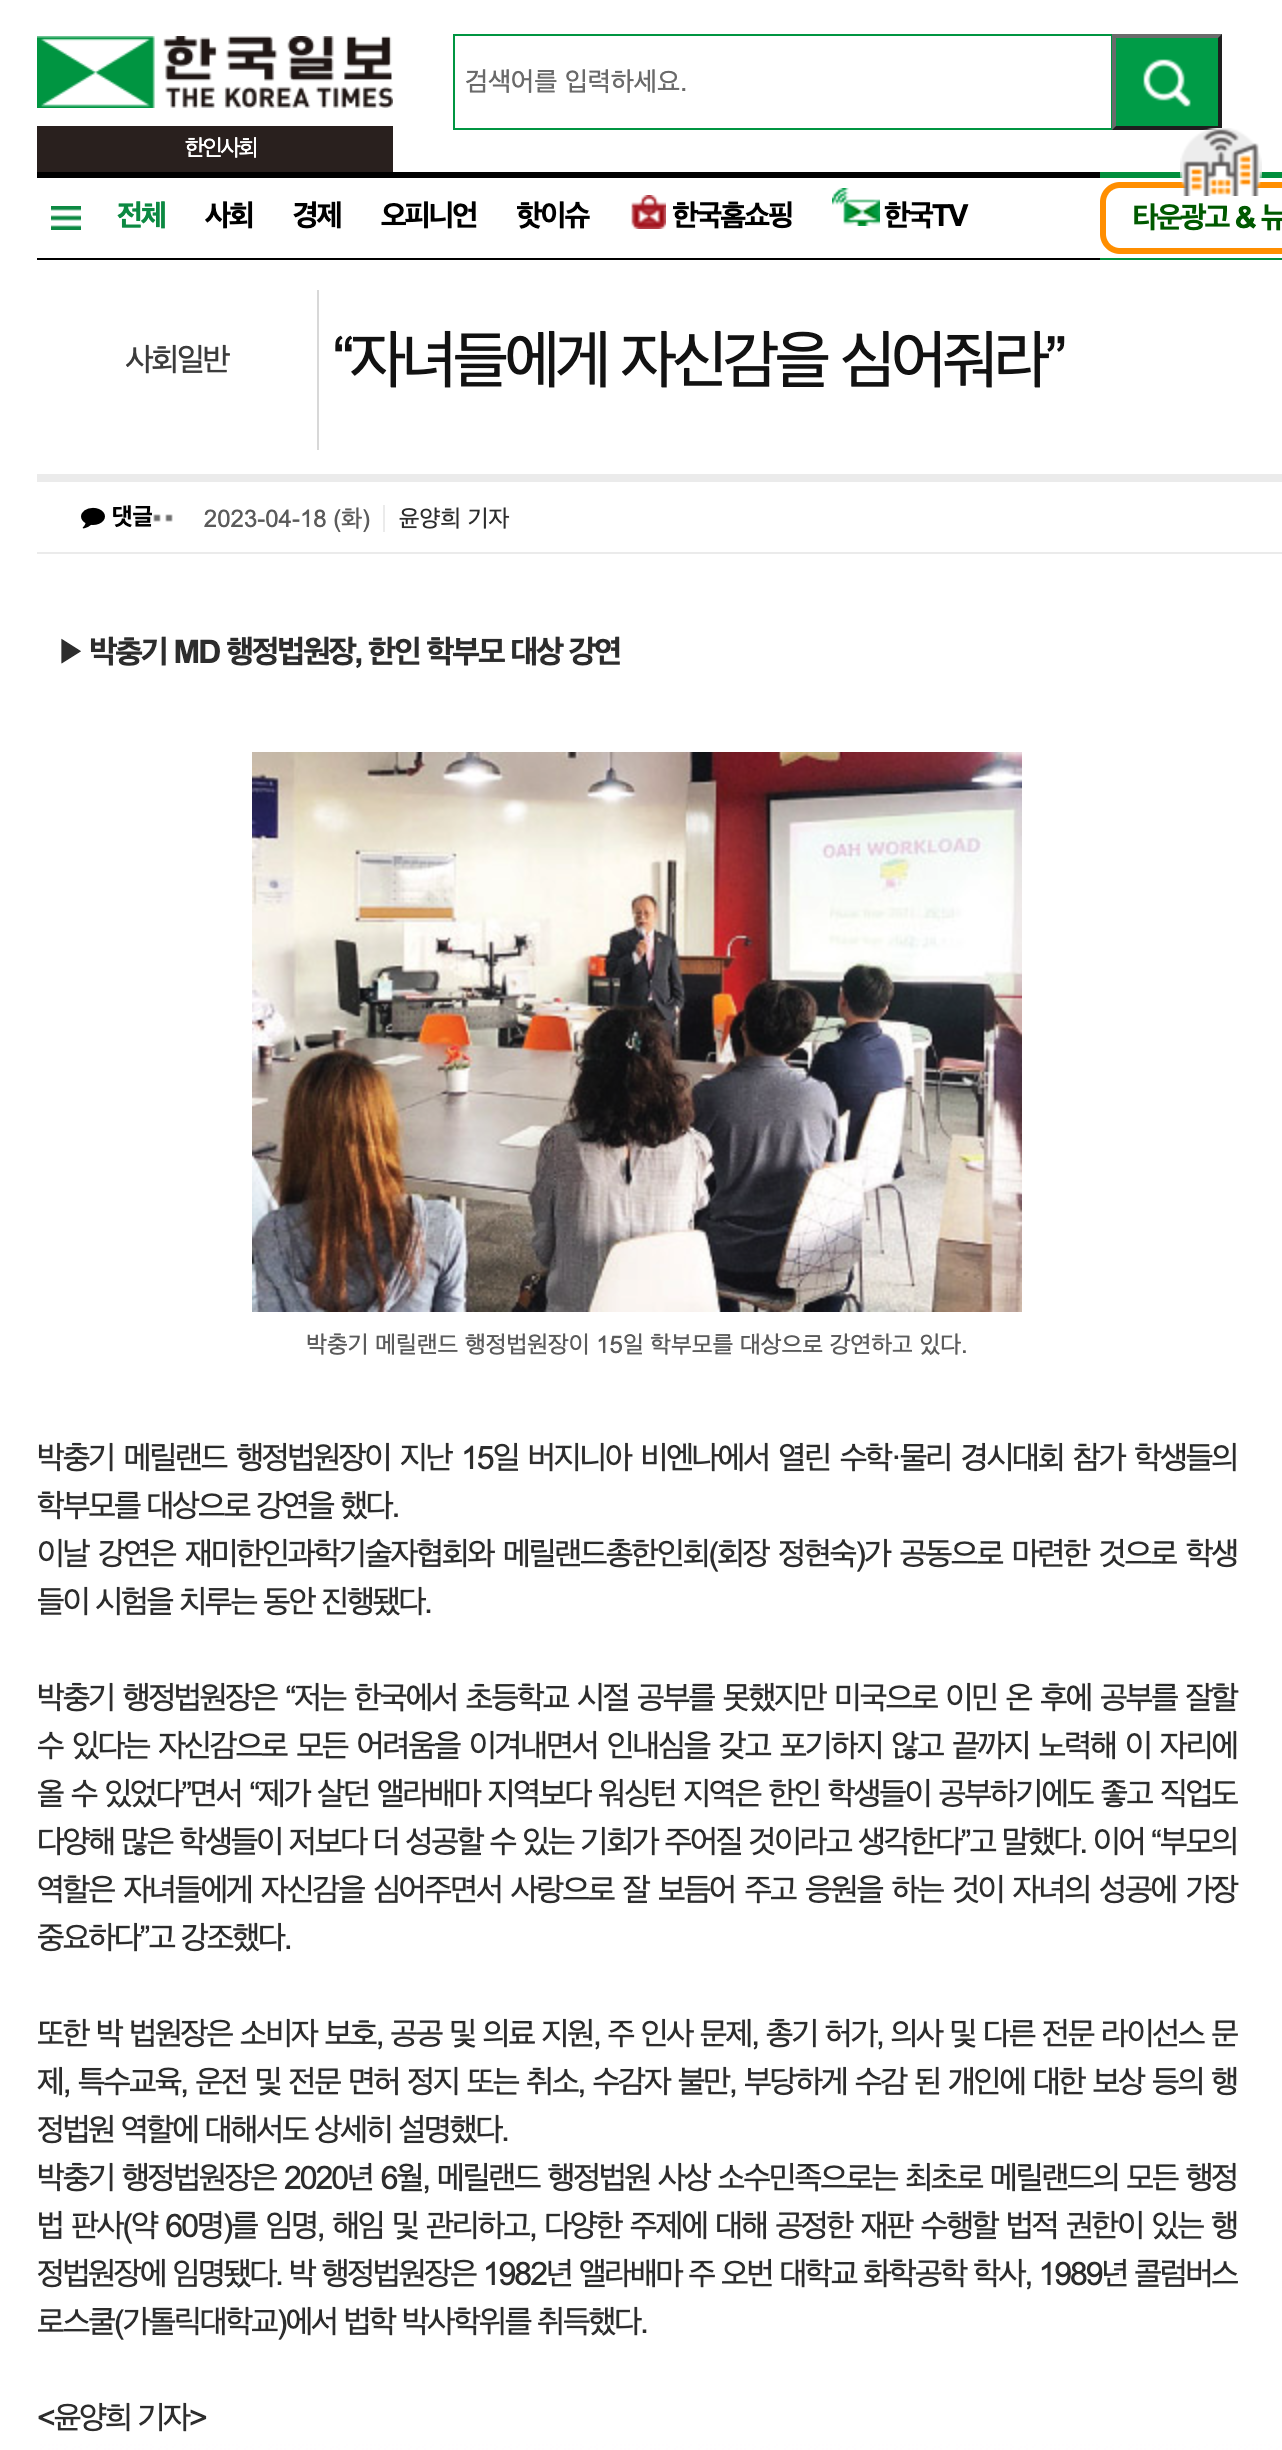 한국일보
THE KOREA TIMES
검색어를 입력하세요.
한인사회
전체 사회 경제 오피니언 핫이슈 한국홈쇼핑 한국TV
타운광고 & 뉴
사회일반
“자녀들에게 자신감을 심어줘라”
댓글 2023-04-18 (화) 윤양희 기자
▶ 박충기 MD 행정법원장, 한인 학부모 대상 강연
OAH WORKLOAD
박충기 메릴랜드 행정법원장이 15일 학부모를 대상으로 강연하고 있다.
박충기 메릴랜드 행정법원장이 지난 15일 버지니아 비엔나에서 열린 수학·물리 경시대회 참가 학생들의
학부모를 대상으로 강연을 했다.
이날 강연은 재미한인과학기술자협회와 메릴랜드총한인회(회장 정현숙)가 공동으로 마련한 것으로 학생
들이 시험을 치루는 동안 진행됐다.
박충기 행정법원장은 “저는 한국에서 초등학교 시절 공부를 못했지만 미국으로 이민 온 후에 공부를 잘할
수 있다는 자신감으로 모든 어려움을 이겨내면서 인내심을 갖고 포기하지 않고 끝까지 노력해 이 자리에
올 수 있었다”면서 “제가 살던 앨라배마 지역보다 워싱턴 지역은 한인 학생들이 공부하기에도 좋고 직업도
다양해 많은 학생들이 저보다 더 성공할 수 있는 기회가 주어질 것이라고 생각한다”고 말했다. 이어 “부모의
역할은 자녀들에게 자신감을 심어주면서 사랑으로 잘 보듬어 주고 응원을 하는 것이 자녀의 성공에 가장
중요하다”고 강조했다.
또한 박 법원장은 소비자 보호, 공공 및 의료 지원, 주 인사 문제, 총기 허가, 의사 및 다른 전문 라이선스 문
제, 특수교육, 운전 및 전문 면허 정지 또는 취소, 수감자 불만, 부당하게 수감 된 개인에 대한 보상 등의 행
정법원 역할에 대해서도 상세히 설명했다.
박충기 행정법원장은 2020년 6월, 메릴랜드 행정법원 사상 소수민족으로는 최초로 메릴랜드의 모든 행정
법 판사(약 60명)를 임명, 해임 및 관리하고, 다양한 주제에 대해 공정한 재판 수행할 법적 권한이 있는 행
정법원장에 임명됐다. 박 행정법원장은 1982년 앨라배마 주 오번 대학교 화학공학 학사, 1989년 콜럼버스
로스쿨(가톨릭대학교)에서 법학 박사학위를 취득했다.
<윤양희 기자>